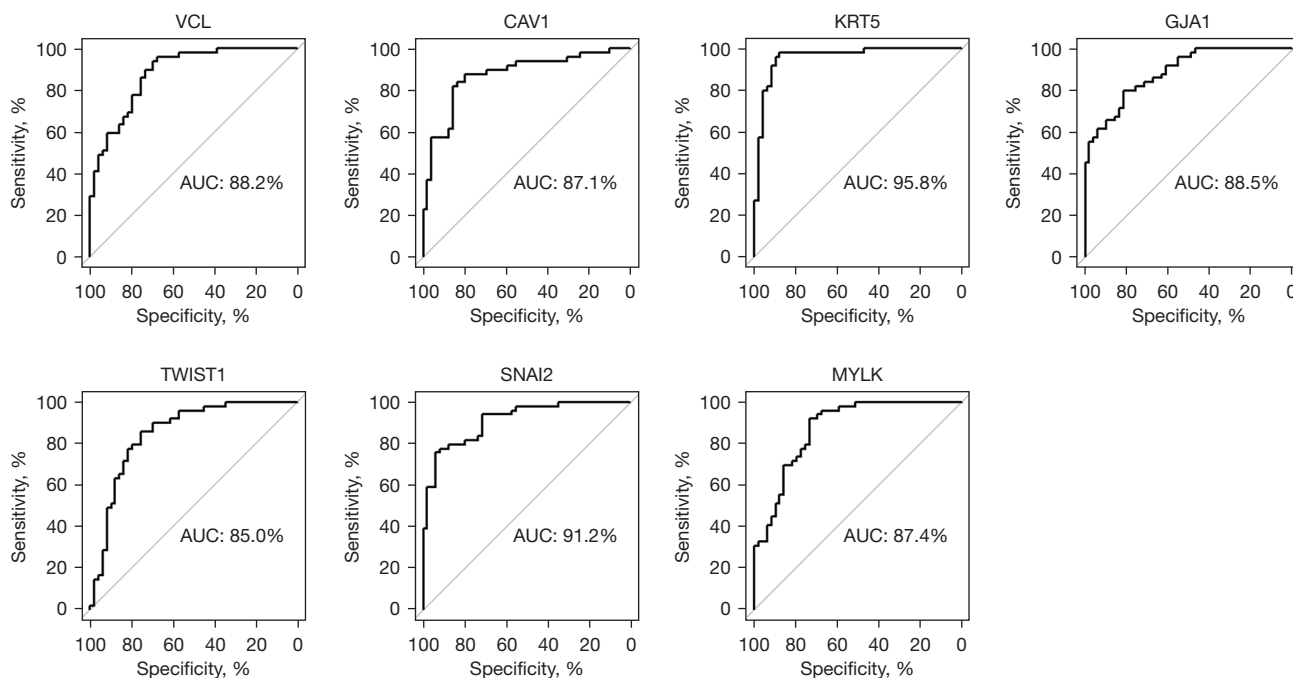 VCL
CAV1
KRT5
GJA1
100
80
60
40
20
0
Sensitivity, %
AUC: 88.2%
100 80 60 40 20 0
Specificity, %
100
80
60
40
20
0
Sensitivity, %
AUC: 87.1%
100 80 60 40 20 0
Specificity, %
100
80
60
40
20
0
Sensitivity, %
AUC: 95.8%
100 80 60 40 20 0
Specificity, %
100
80
60
40
20
0
Sensitivity, %
AUC: 88.5%
100 80 60 40 20 0
Specificity, %
TWIST1
SNAI2
MYLK
100
80
60
40
20
0
Sensitivity, %
AUC: 85.0%
100 80 60 40 20 0
Specificity, %
100
80
60
40
20
0
Sensitivity, %
AUC: 91.2%
100 80 60 40 20 0
Specificity, %
100
80
60
40
20
0
Sensitivity, %
AUC: 87.4%
100 80 60 40 20 0
Specificity, %